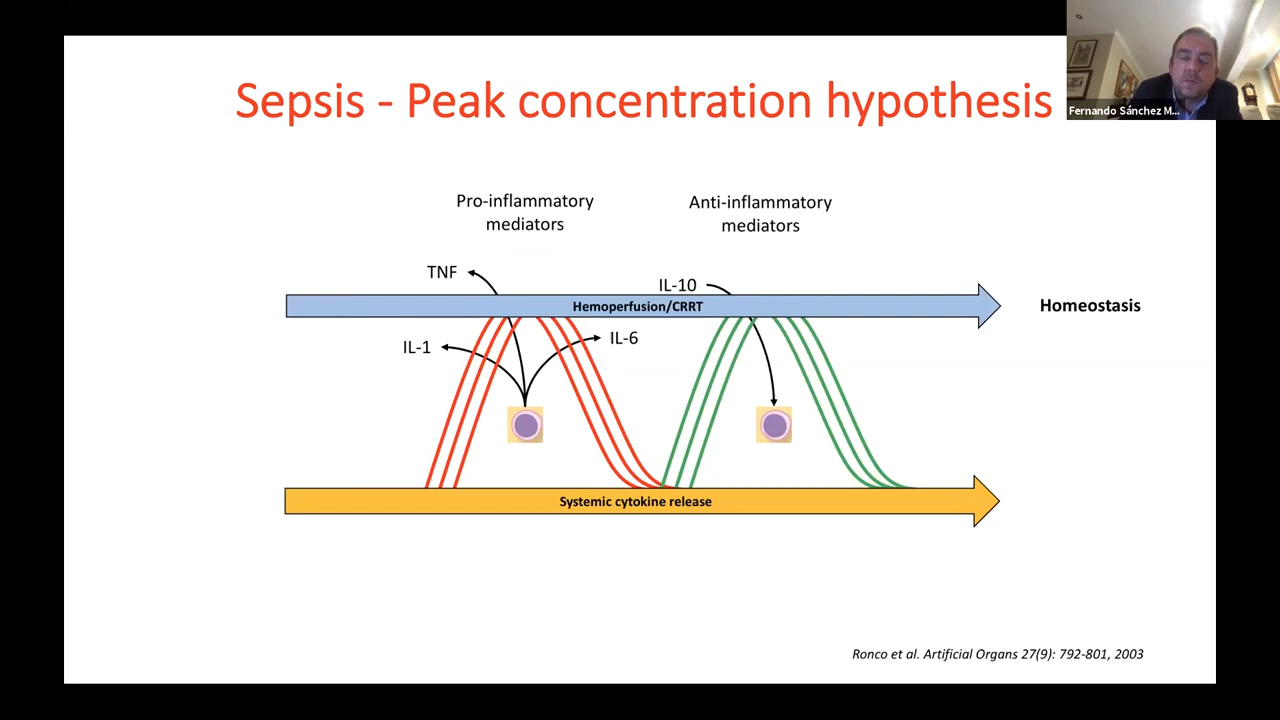 Sepsis - Peak concentration hypothesis
Fernando Sánchez M...
Pro-inflammatory
mediators
Anti-inflammatory
mediators
TNF
IL-10
Hemoperfusion/CRRT
Homeostasis
IL-1
IL-6
Systemic cytokine release
Ronco et al. Artificial Organs 27(9): 792-801, 2003